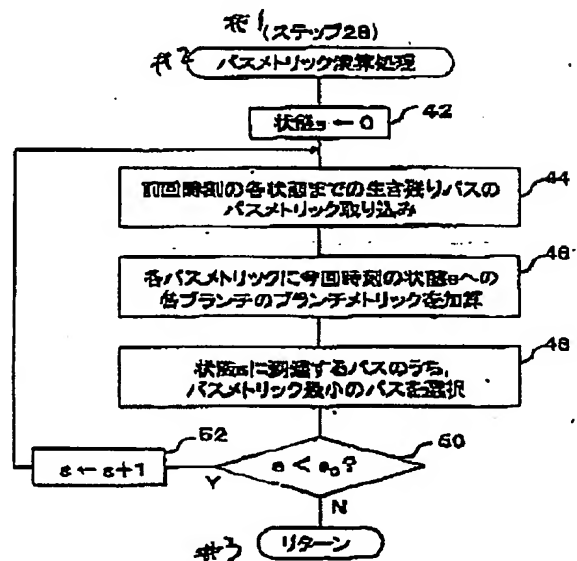 #1
(ステップ28)
#2
パスメトリック演算処理
状態s ← 0
42
前回時刻の各状態までの生き残りパスの
パスメトリック取り込み
44
各パスメトリックに今回時刻の状態sへの
各ブランチのブランチメトリックを加算
46
状態sに到達するパスのうち,
パスメトリック最小のパスを選択
48
52
s ← s+1
Y
s < s₀?
50
N
#3
リターン